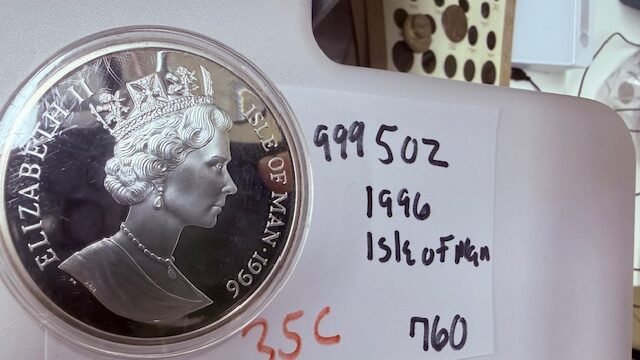 ELIZABETH II
ISLE OF MAN · 1996
999 5OZ
1996
Isle of Man
35C
760